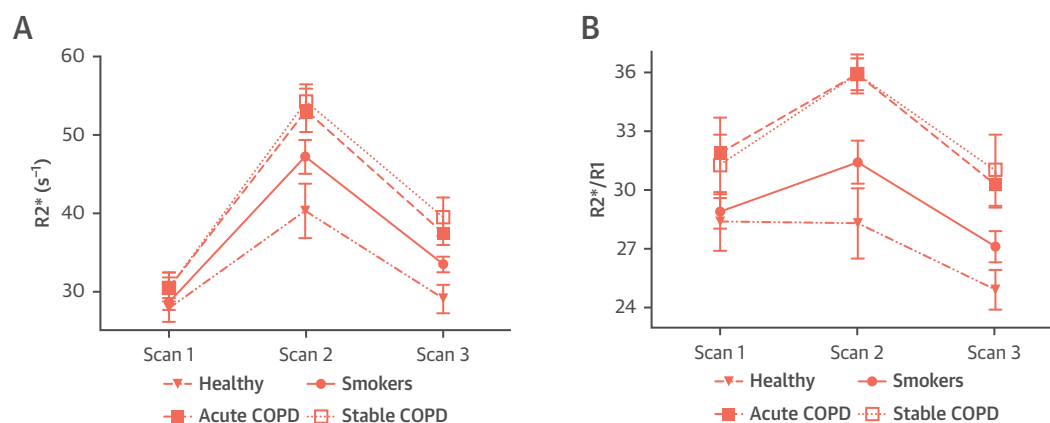 A
R2* (s⁻¹)
60
50
40
30
Scan 1 Scan 2 Scan 3
Healthy Smokers
Acute COPD Stable COPD
B
R2*/R1
36
33
30
27
24
Scan 1 Scan 2 Scan 3
Healthy Smokers
Acute COPD Stable COPD